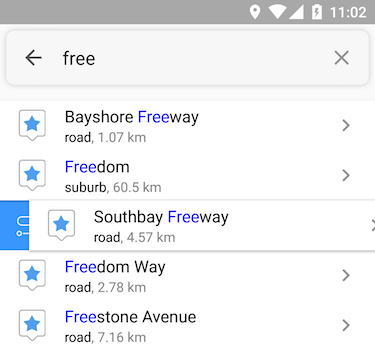 11:02
free
Bayshore Freeway
road, 1.07 km
Freedom
suburb, 60.5 km
Southbay Freeway
road, 4.57 km
Freedom Way
road, 2.78 km
Freestone Avenue
road, 7.16 km